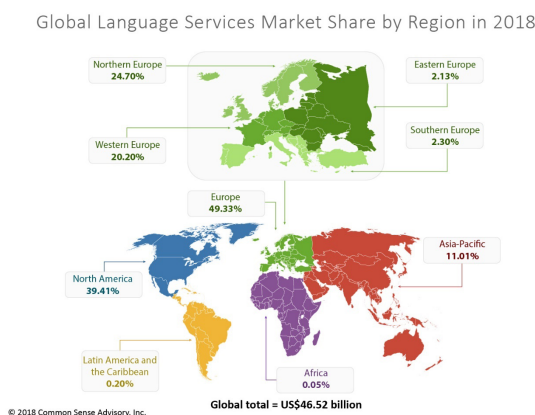 Global Language Services Market Share by Region in 2018
Northern Europe
24.70%
Eastern Europe
2.13%
Western Europe
20.20%
Southern Europe
2.30%
Europe
49.33%
Asia-Pacific
11.01%
North America
39.41%
Latin America and
the Caribbean
0.20%
Africa
0.05%
Global total = US$46.52 billion
© 2018 Common Sense Advisory, Inc.